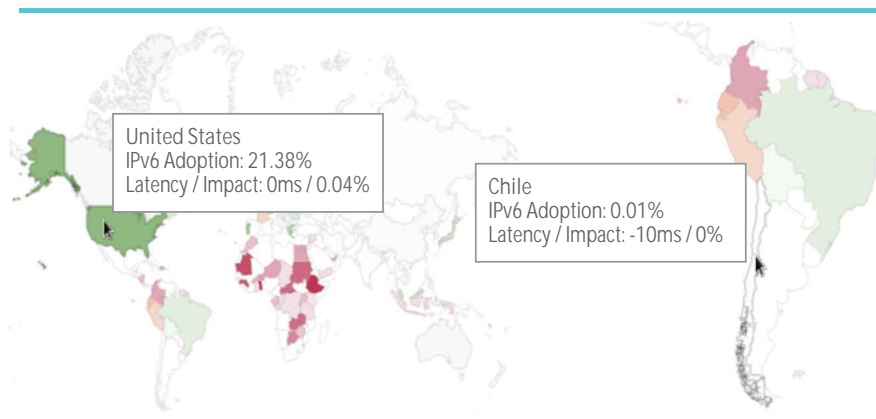 United States
IPv6 Adoption: 21.38%
Latency / Impact: 0ms / 0.04%
Chile
IPv6 Adoption: 0.01%
Latency / Impact: -10ms / 0%